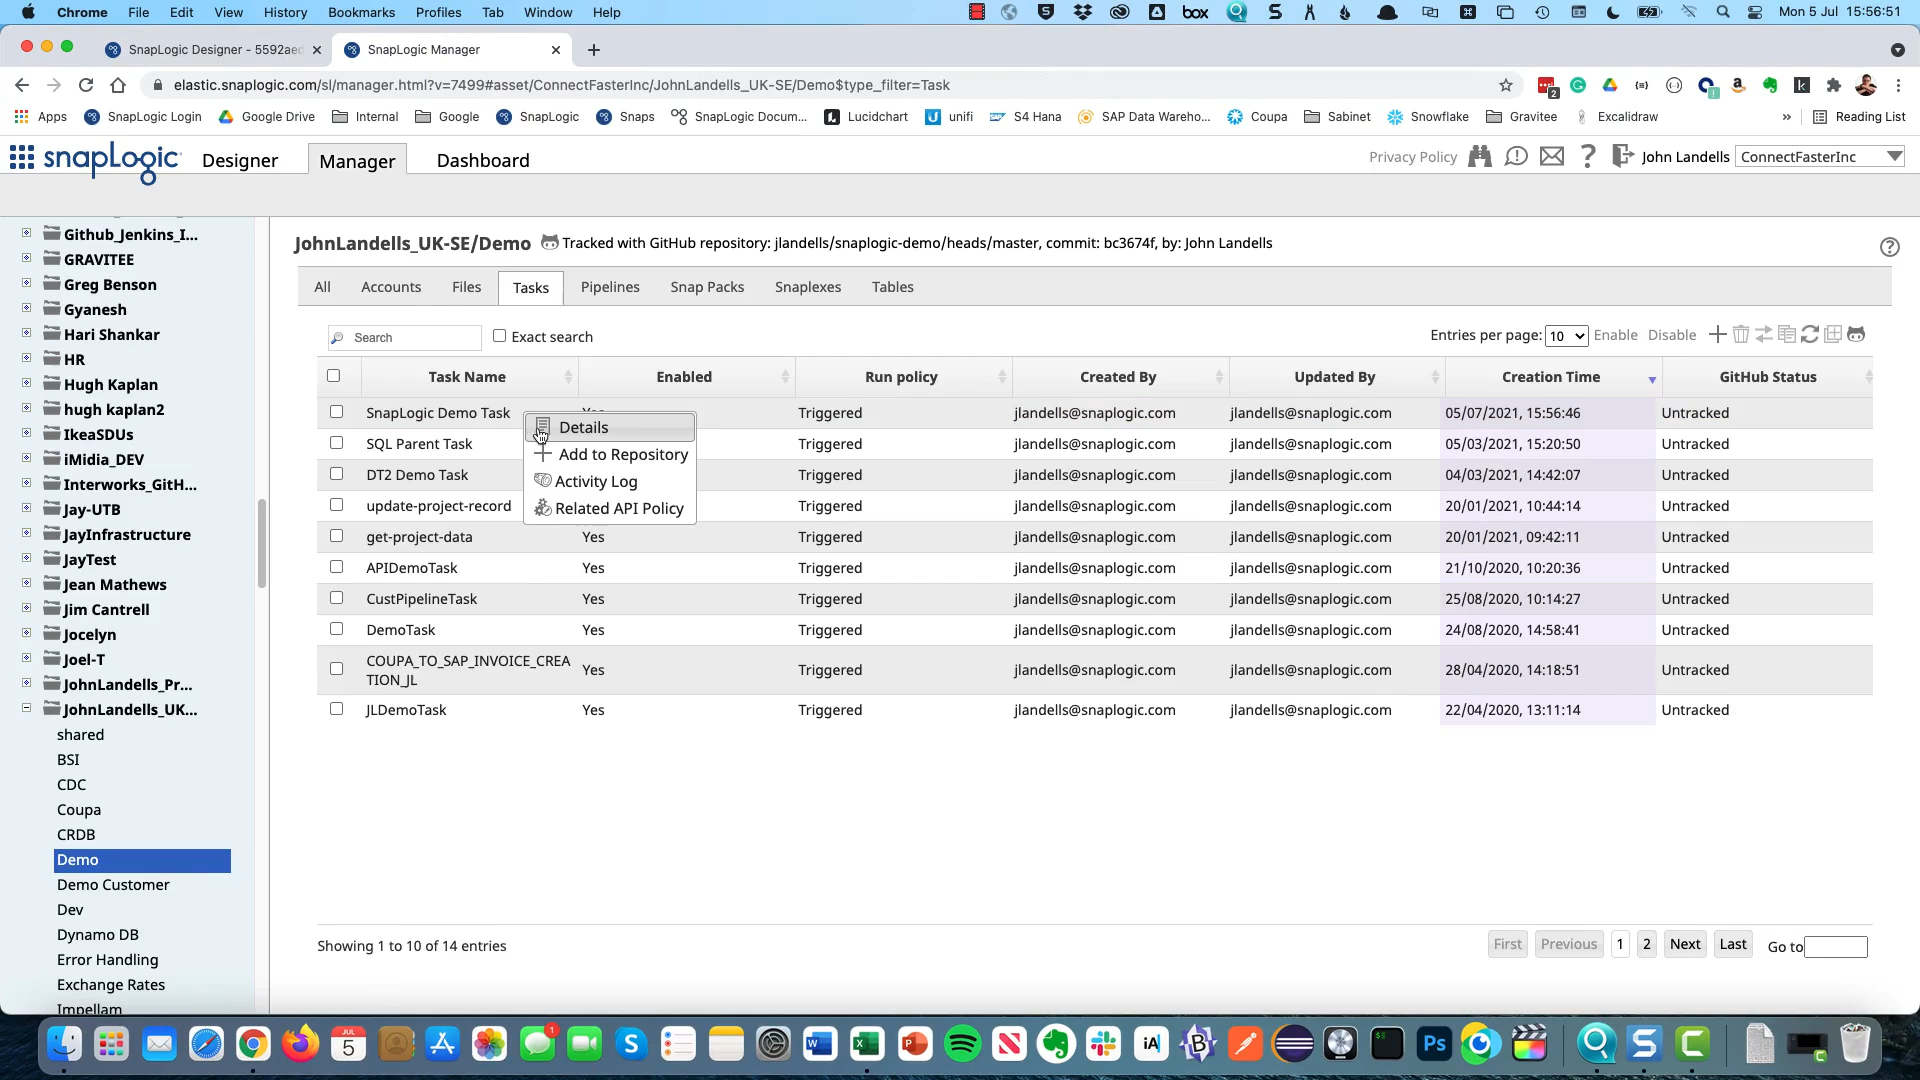 Chrome File Edit View History Bookmarks Profiles Tab Window Help box Mon 5 Jul 15:56:51
SnapLogic Designer - 5592aed SnapLogic Manager
elastic.snaplogic.com/sl/manager.html?v=7499#asset/ConnectFasterInc/JohnLandells_UK-SE/Demo$type_filter=Task
Apps SnapLogic Login Google Drive Internal Google SnapLogic Snaps SnapLogic Docum... Lucidchart unifi S4 Hana SAP Data Wareho... Coupa Sabinet Snowflake Gravitee Excalidraw » Reading List
snapLogic Designer Manager Dashboard Privacy Policy John Landells ConnectFasterInc
Github_Jenkins_I...
GRAVITEE
Greg Benson
Gyanesh
Hari Shankar
HR
Hugh Kaplan
hugh kaplan2
IkeaSDUs
iMidia_DEV
Interworks_GitH...
Jay-UTB
JayInfrastructure
JayTest
Jean Mathews
Jim Cantrell
Jocelyn
Joel-T
JohnLandells_Pr...
JohnLandells_UK...
shared
BSI
CDC
Coupa
CRDB
Demo
Demo Customer
Dev
Dynamo DB
Error Handling
Exchange Rates
Impellam
JohnLandells_UK-SE/Demo Tracked with GitHub repository: jlandells/snaplogic-demo/heads/master, commit: bc3674f, by: John Landells
All Accounts Files Tasks Pipelines Snap Packs Snaplexes Tables
Search Exact search Entries per page: 10 Enable Disable
Task Name Enabled Run policy Created By Updated By Creation Time GitHub Status
SnapLogic Demo Task Yes Triggered jlandells@snaplogic.com jlandells@snaplogic.com 05/07/2021, 15:56:46 Untracked
SQL Parent Task Triggered jlandells@snaplogic.com jlandells@snaplogic.com 05/03/2021, 15:20:50 Untracked
DT2 Demo Task Triggered jlandells@snaplogic.com jlandells@snaplogic.com 04/03/2021, 14:42:07 Untracked
update-project-record Triggered jlandells@snaplogic.com jlandells@snaplogic.com 20/01/2021, 10:44:14 Untracked
get-project-data Yes Triggered jlandells@snaplogic.com jlandells@snaplogic.com 20/01/2021, 09:42:11 Untracked
APIDemoTask Yes Triggered jlandells@snaplogic.com jlandells@snaplogic.com 21/10/2020, 10:20:36 Untracked
CustPipelineTask Yes Triggered jlandells@snaplogic.com jlandells@snaplogic.com 25/08/2020, 10:14:27 Untracked
DemoTask Yes Triggered jlandells@snaplogic.com jlandells@snaplogic.com 24/08/2020, 14:58:41 Untracked
COUPA_TO_SAP_INVOICE_CREA
TION_JL Yes Triggered jlandells@snaplogic.com jlandells@snaplogic.com 28/04/2020, 14:18:51 Untracked
JLDemoTask Yes Triggered jlandells@snaplogic.com jlandells@snaplogic.com 22/04/2020, 13:11:14 Untracked
Details
Add to Repository
Activity Log
Related API Policy
Showing 1 to 10 of 14 entries First Previous 1 2 Next Last Go to
JUL
5
1
iA
Ps